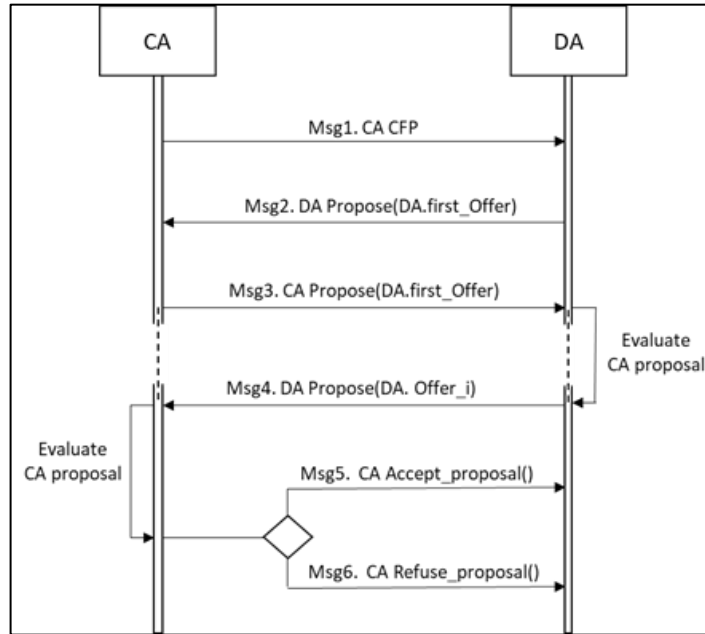 CA
DA
Msg1. CA CFP
Msg2. DA Propose(DA.first_Offer)
Msg3. CA Propose(DA.first_Offer)
Evaluate
CA proposal
Msg4. DA Propose(DA. Offer_i)
Evaluate
CA proposal
Msg5. CA Accept_proposal()
Msg6. CA Refuse_proposal()